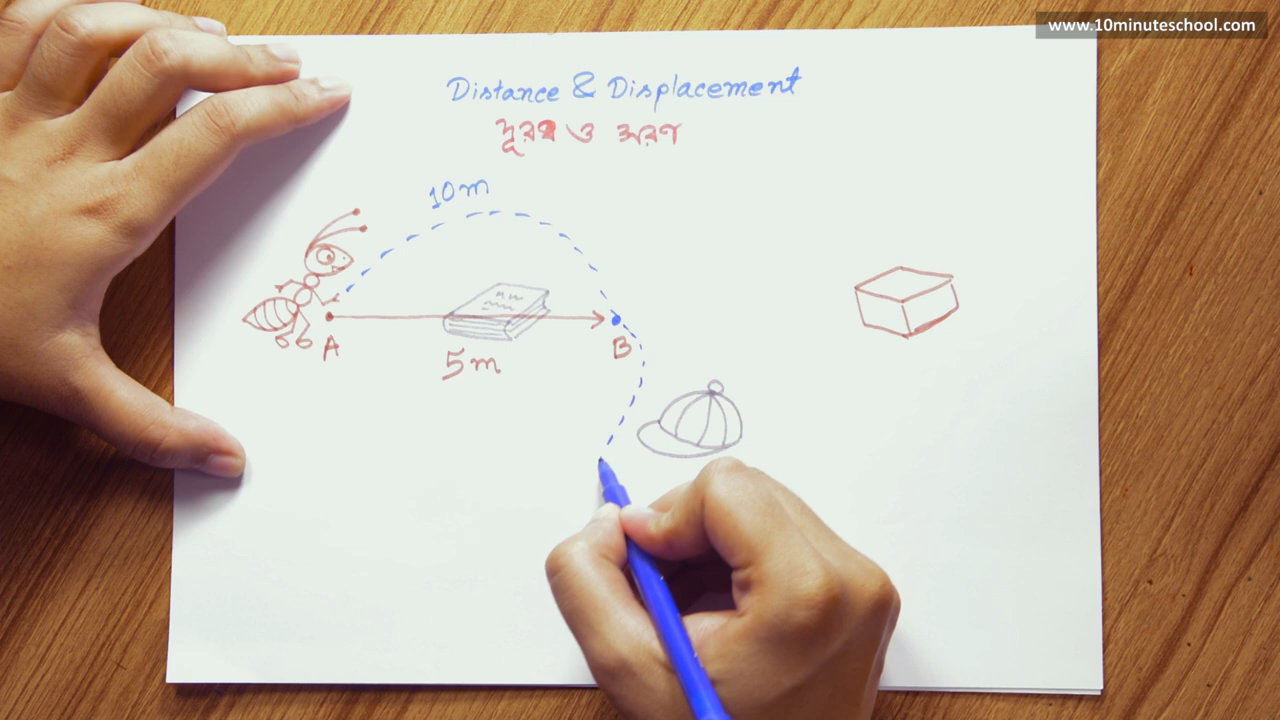 www.10minuteschool.com
Distance & Displacement
দূরত্ব ও সরণ
10m
A
B
5m